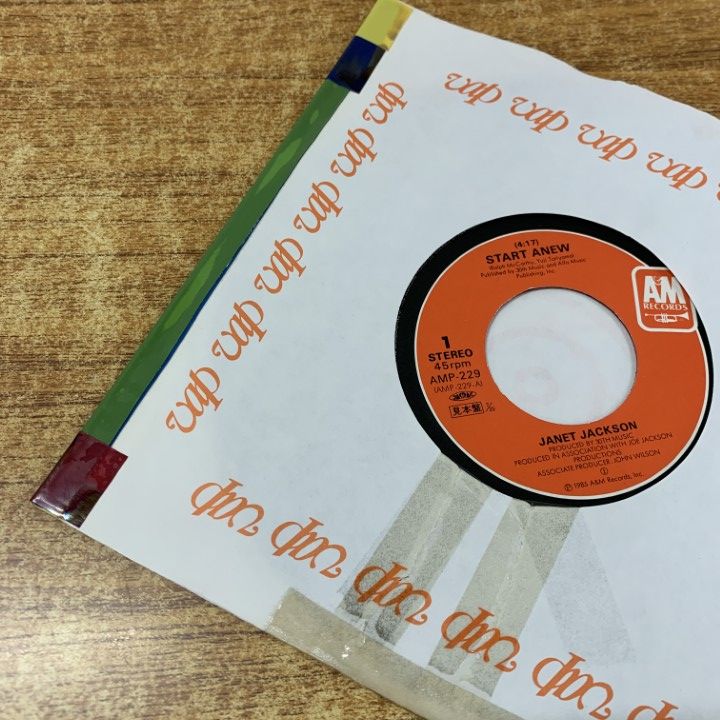 vap vap vap vap v
vap vap vap vap vap vap
(4:17)
START ANEW
Published by 30th Music and Alfa Music
Publishing, Inc.
A&M
RECORDS
1
STEREO
45rpm
AMP-229
(AMP-229-A)
見本盤
JANET JACKSON
PRODUCED BY 30TH MUSIC
PRODUCED IN ASSOCIATION WITH JOE JACKSON
PRODUCTIONS
ASSOCIATE PRODUCER: JOHN WILSON
Ⓟ 1985 A&M Records, Inc.
vap vap vap vap vap vap vap